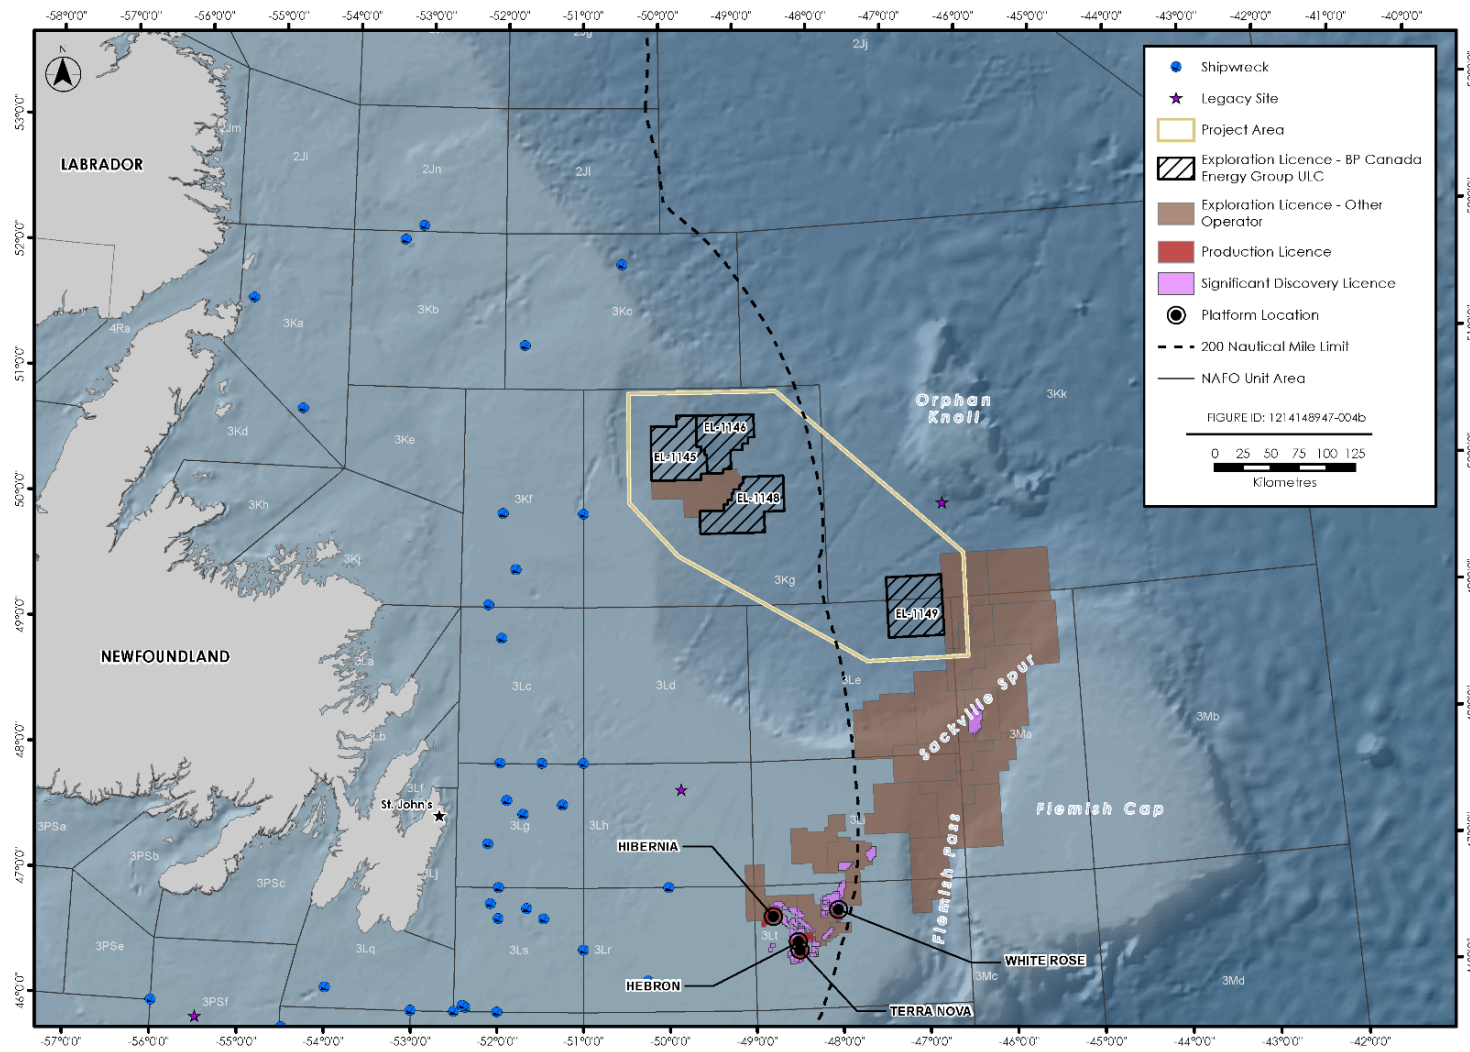 -58°0'0" -57°0'0" -56°0'0" -55°0'0" -54°0'0" -53°0'0" -52°0'0" -51°0'0" -50°0'0" -49°0'0" -48°0'0" -47°0'0" -46°0'0" -45°0'0" -44°0'0" -43°0'0" -42°0'0" -41°0'0" -40°0'0"
N
2Jg
2Jj
Shipwreck
Legacy Site
Project Area
Exploration Licence - BP Canada
Energy Group ULC
Exploration Licence - Other
Operator
Production Licence
Significant Discovery Licence
Platform Location
200 Nautical Mile Limit
NAFO Unit Area
FIGURE ID: 1214148947-004b
0 25 50 75 100 125
Kilometres
53°0'0"
52°0'0"
51°0'0"
50°0'0"
49°0'0"
48°0'0"
47°0'0"
46°0'0"
2Jm
LABRADOR
2Jn
3Ka
3Kb
3Kc
4Ra
Orphan
Knoll
3Kk
3Kd
3Ke
EL-1146
EL-1145
EL-1148
3Kf
3Kh
3Kj
3Kg
EL-1149
NEWFOUNDLAND
3La
3Lc
3Ld
3Le
Sackville Spur
3Mb
3Ma
3Lb
3Lf
St. John's
3PSa
3Lg
3Lh
Flemish Cap
HIBERNIA
3PSb
3PSc
3Lj
Flemish Pass
3PSe
3Lq
3Ls
3Lr
3Lt
WHITE ROSE
3Mc
3Md
HEBRON
3PSf
TERRA NOVA
-57°0'0" -56°0'0" -55°0'0" -54°0'0" -53°0'0" -52°0'0" -51°0'0" -50°0'0" -49°0'0" -48°0'0" -47°0'0" -46°0'0" -45°0'0" -44°0'0" -43°0'0" -42°0'0"